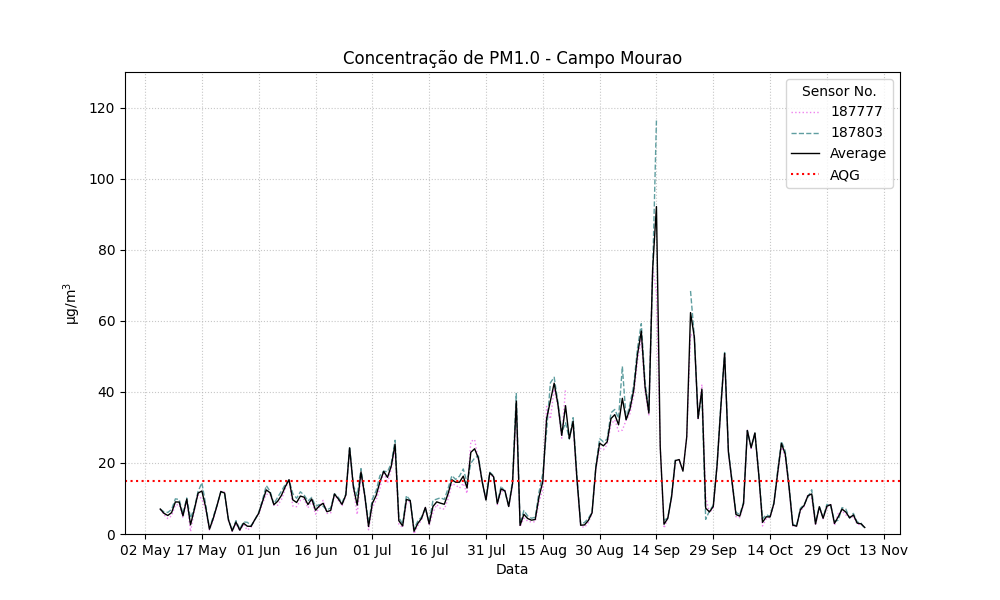 Concentração de PM1.0 - Campo Mourao
Sensor No.
187777
187803
Average
AQG
120
100
80
60
40
20
0
µg/m³
02 May 17 May 01 Jun 16 Jun 01 Jul 16 Jul 31 Jul 15 Aug 30 Aug 14 Sep 29 Sep 14 Oct 29 Oct 13 Nov
Data